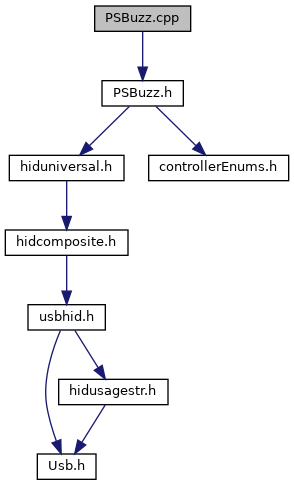 PSBuzz.cpp
PSBuzz.h
hiduniversal.h
controllerEnums.h
hidcomposite.h
usbhid.h
hidusagestr.h
Usb.h